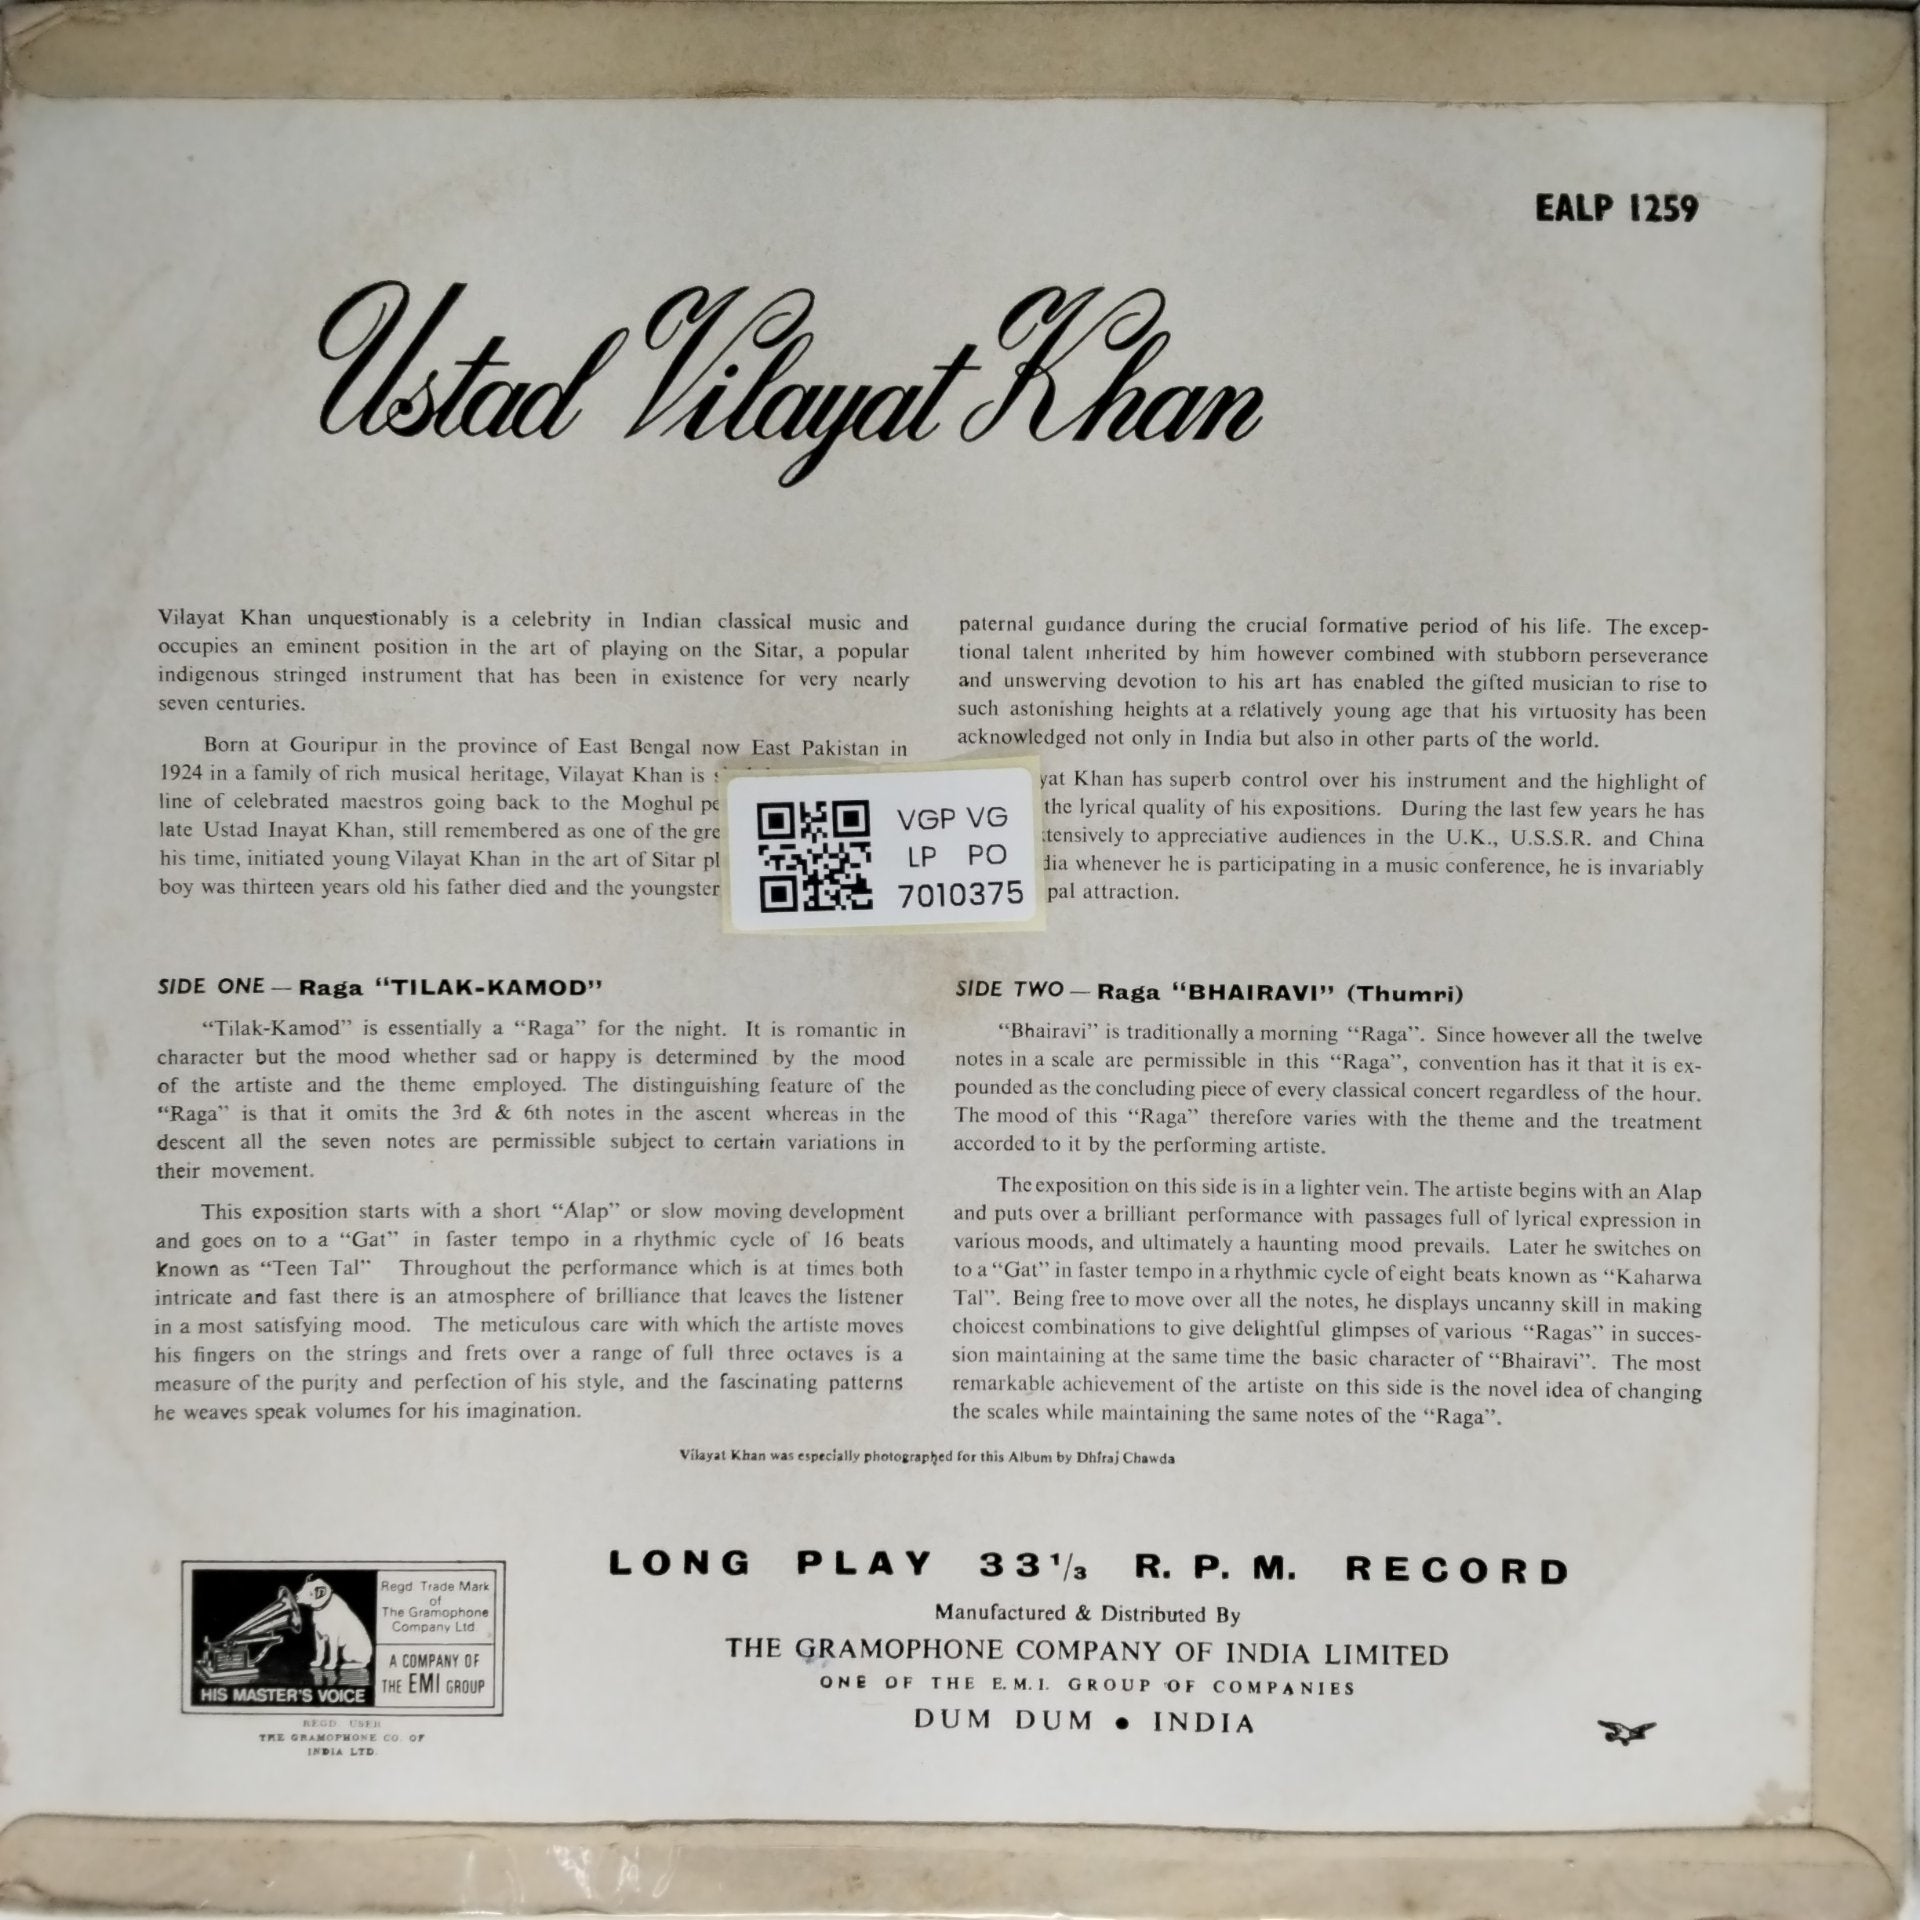 EALP 1259
Ustad Vilayat Khan
Vilayat Khan unquestionably is a celebrity in Indian classical music and
occupies an eminent position in the art of playing on the Sitar, a popular
indigenous stringed instrument that has been in existence for very nearly
seven centuries.
Born at Gouripur in the province of East Bengal now East Pakistan in
1924 in a family of rich musical heritage, Vilayat Khan is
line of celebrated maestros going back to the Moghul pe
late Ustad Inayat Khan, still remembered as one of the gre
his time, initiated young Vilayat Khan in the art of Sitar pl
boy was thirteen years old his father died and the youngster
paternal guidance during the crucial formative period of his life. The excep-
tional talent inherited by him however combined with stubborn perseverance
and unswerving devotion to his art has enabled the gifted musician to rise to
such astonishing heights at a relatively young age that his virtuosity has been
acknowledged not only in India but also in other parts of the world.
yat Khan has superb control over his instrument and the highlight of
the lyrical quality of his expositions. During the last few years he has
tensively to appreciative audiences in the U.K., U.S.S.R. and China
dia whenever he is participating in a music conference, he is invariably
pal attraction.
VGP VG
LP PO
7010375
SIDE ONE — Raga "TILAK-KAMOD"
"Tilak-Kamod" is essentially a "Raga" for the night. It is romantic in
character but the mood whether sad or happy is determined by the mood
of the artiste and the theme employed. The distinguishing feature of the
"Raga" is that it omits the 3rd & 6th notes in the ascent whereas in the
descent all the seven notes are permissible subject to certain variations in
their movement.
This exposition starts with a short "Alap" or slow moving development
and goes on to a "Gat" in faster tempo in a rhythmic cycle of 16 beats
known as "Teen Tal" Throughout the performance which is at times both
intricate and fast there is an atmosphere of brilliance that leaves the listener
in a most satisfying mood. The meticulous care with which the artiste moves
his fingers on the strings and frets over a range of full three octaves is a
measure of the purity and perfection of his style, and the fascinating patterns
he weaves speak volumes for his imagination.
SIDE TWO — Raga "BHAIRAVI" (Thumri)
"Bhairavi" is traditionally a morning "Raga". Since however all the twelve
notes in a scale are permissible in this "Raga", convention has it that it is ex-
pounded as the concluding piece of every classical concert regardless of the hour.
The mood of this "Raga" therefore varies with the theme and the treatment
accorded to it by the performing artiste.
The exposition on this side is in a lighter vein. The artiste begins with an Alap
and puts over a brilliant performance with passages full of lyrical expression in
various moods, and ultimately a haunting mood prevails. Later he switches on
to a "Gat" in faster tempo in a rhythmic cycle of eight beats known as "Kaharwa
Tal". Being free to move over all the notes, he displays uncanny skill in making
choicest combinations to give delightful glimpses of various "Ragas" in succes-
sion maintaining at the same time the basic character of "Bhairavi". The most
remarkable achievement of the artiste on this side is the novel idea of changing
the scales while maintaining the same notes of the "Raga".
Vilayat Khan was especially photographed for this Album by Dhiraj Chawda
Regd. Trade Mark
of
The Gramophone
Company Ltd.
A COMPANY OF
THE EMI GROUP
HIS MASTER'S VOICE
REGD. USER
THE GRAMOPHONE CO. OF
INDIA LTD.
LONG PLAY 33⅓ R. P. M. RECORD
Manufactured & Distributed By
THE GRAMOPHONE COMPANY OF INDIA LIMITED
ONE OF THE E.M.I. GROUP OF COMPANIES
DUM DUM ● INDIA